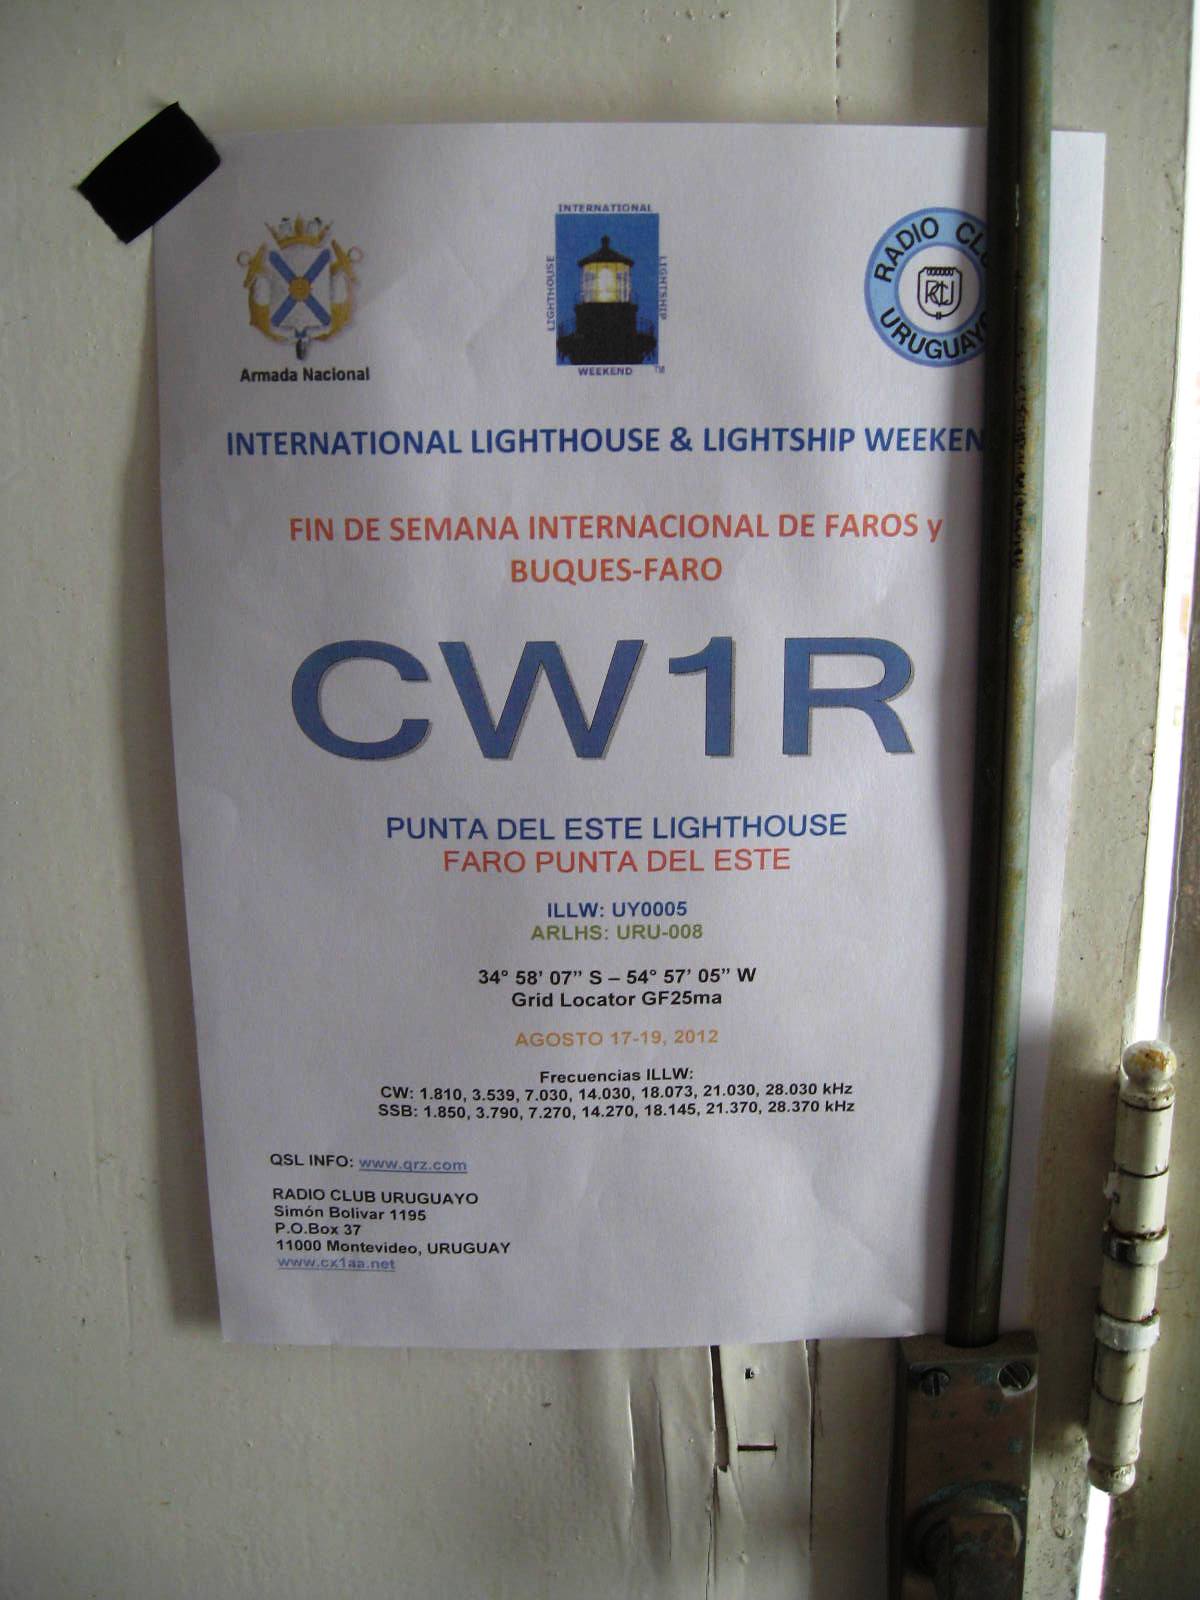 Armada Nacional
INTERNATIONAL
LIGHTHOUSE
LIGHTSHIP
WEEKEND ™
RADIO CLU
RCU
URUGUAYO
INTERNATIONAL LIGHTHOUSE & LIGHTSHIP WEEKEN
FIN DE SEMANA INTERNACIONAL DE FAROS y
BUQUES-FARO
CW1R
PUNTA DEL ESTE LIGHTHOUSE
FARO PUNTA DEL ESTE
ILLW: UY0005
ARLHS: URU-008
34° 58’ 07” S – 54° 57’ 05” W
Grid Locator GF25ma
AGOSTO 17-19, 2012
Frecuencias ILLW:
CW: 1.810, 3.539, 7.030, 14.030, 18.073, 21.030, 28.030 kHz
SSB: 1.850, 3.790, 7.270, 14.270, 18.145, 21.370, 28.370 kHz
QSL INFO: www.qrz.com
RADIO CLUB URUGUAYO
Simón Bolivar 1195
P.O.Box 37
11000 Montevideo, URUGUAY
www.cx1aa.net